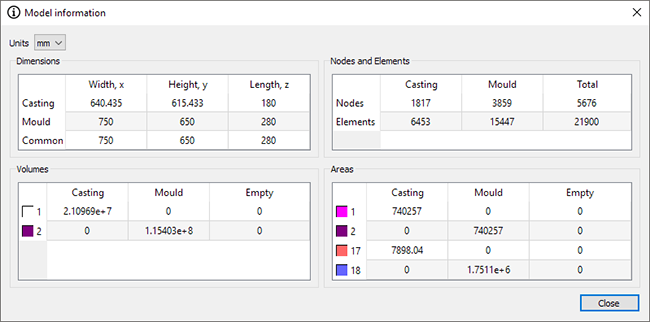 Model information
Units mm
Dimensions
Width, x Height, y Length, z
Casting 640.435 615.433 180
Mould 750 650 280
Common 750 650 280
Nodes and Elements
Casting Mould Total
Nodes 1817 3859 5676
Elements 6453 15447 21900
Volumes
Casting Mould Empty
1 2.10969e+7 0 0
2 0 1.15403e+8 0
Areas
Casting Mould Empty
1 740257 0 0
2 0 740257 0
17 7898.04 0 0
18 0 1.7511e+6 0
Close